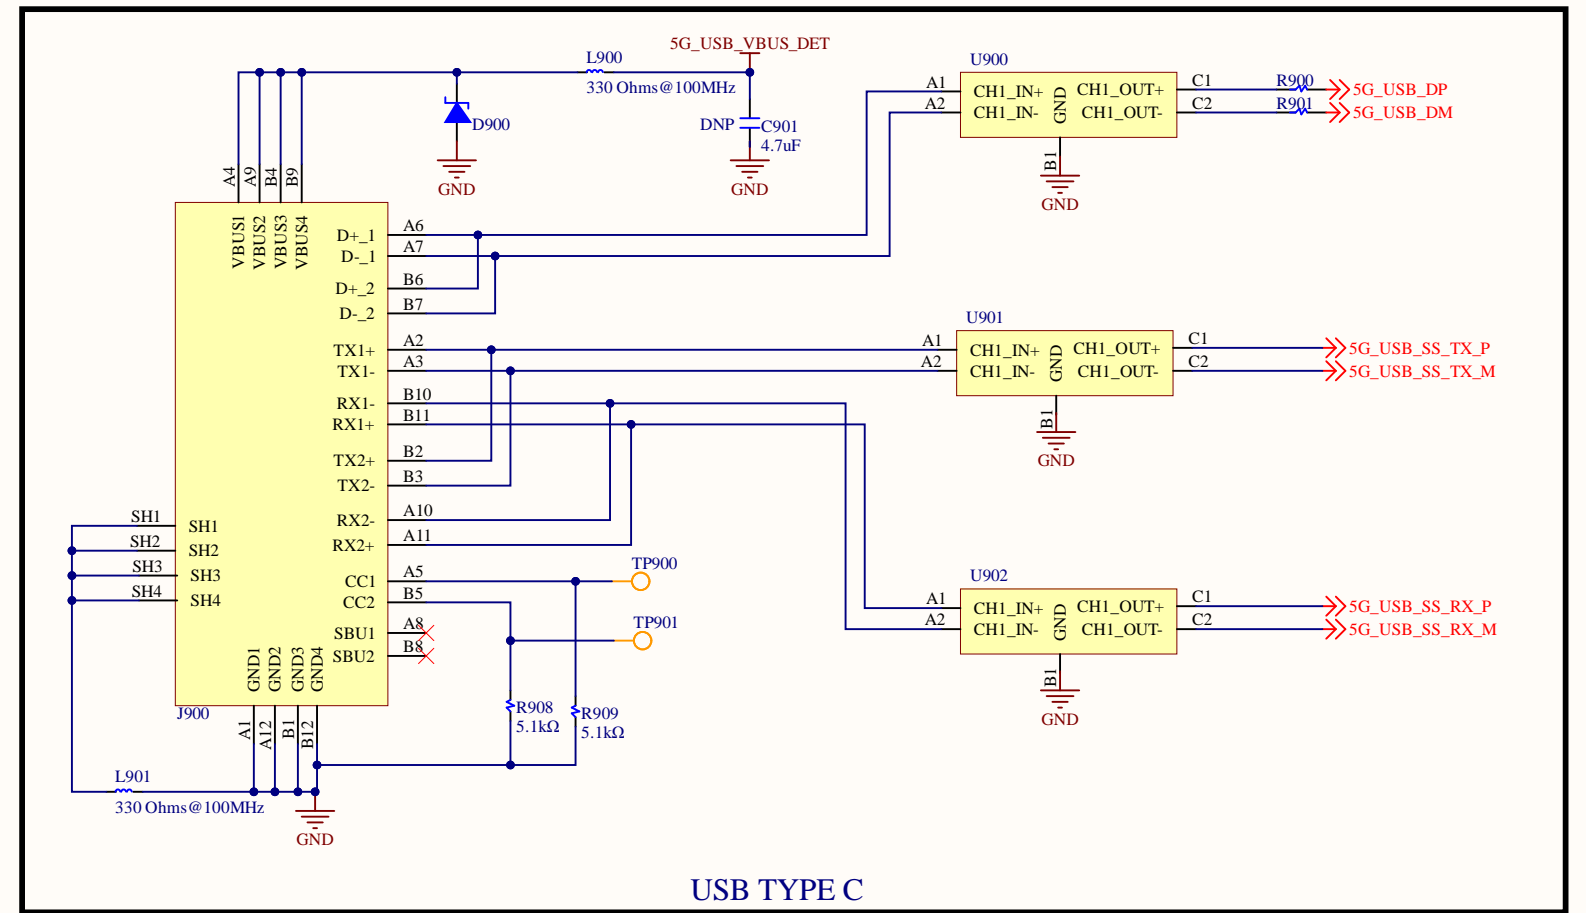 5G_USB_VBUS_DET
L900
330 Ohms@100MHz
D900
GND
DNP
C901
4.7uF
GND
U900
A1
A2
CH1_IN+
CH1_IN-
GND
CH1_OUT+
CH1_OUT-
C1
C2
R900
R901
5G_USB_DP
5G_USB_DM
B1
GND
A4
A9
B4
B9
VBUS1
VBUS2
VBUS3
VBUS4
D+_1
A6
D-_1
A7
D+_2
B6
D-_2
B7
TX1+
A2
TX1-
A3
RX1-
B10
RX1+
B11
TX2+
B2
TX2-
B3
RX2-
A10
RX2+
A11
CC1
A5
CC2
B5
SBU1
A8
SBU2
B8
U901
A1
A2
CH1_IN+
CH1_IN-
GND
CH1_OUT+
CH1_OUT-
C1
C2
5G_USB_SS_TX_P
5G_USB_SS_TX_M
B1
GND
SH1
SH1
SH2
SH2
SH3
SH3
SH4
SH4
TP900
TP901
U902
A1
A2
CH1_IN+
CH1_IN-
GND
CH1_OUT+
CH1_OUT-
C1
C2
5G_USB_SS_RX_P
5G_USB_SS_RX_M
B1
GND
GND1
GND2
GND3
GND4
J900
A1
A12
B1
B12
R908
5.1kΩ
R909
5.1kΩ
L901
330 Ohms@100MHz
GND
USB TYPE C